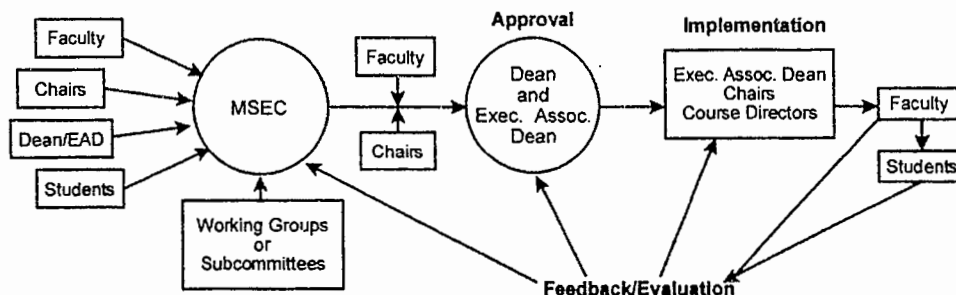 Approval
Implementation
Faculty
Chairs
Dean/EAD
Students
MSEC
Working Groups
or
Subcommittees
Faculty
Chairs
Dean
and
Exec. Assoc.
Dean
Exec. Assoc. Dean
Chairs
Course Directors
Faculty
Students
Feedback/Evaluation